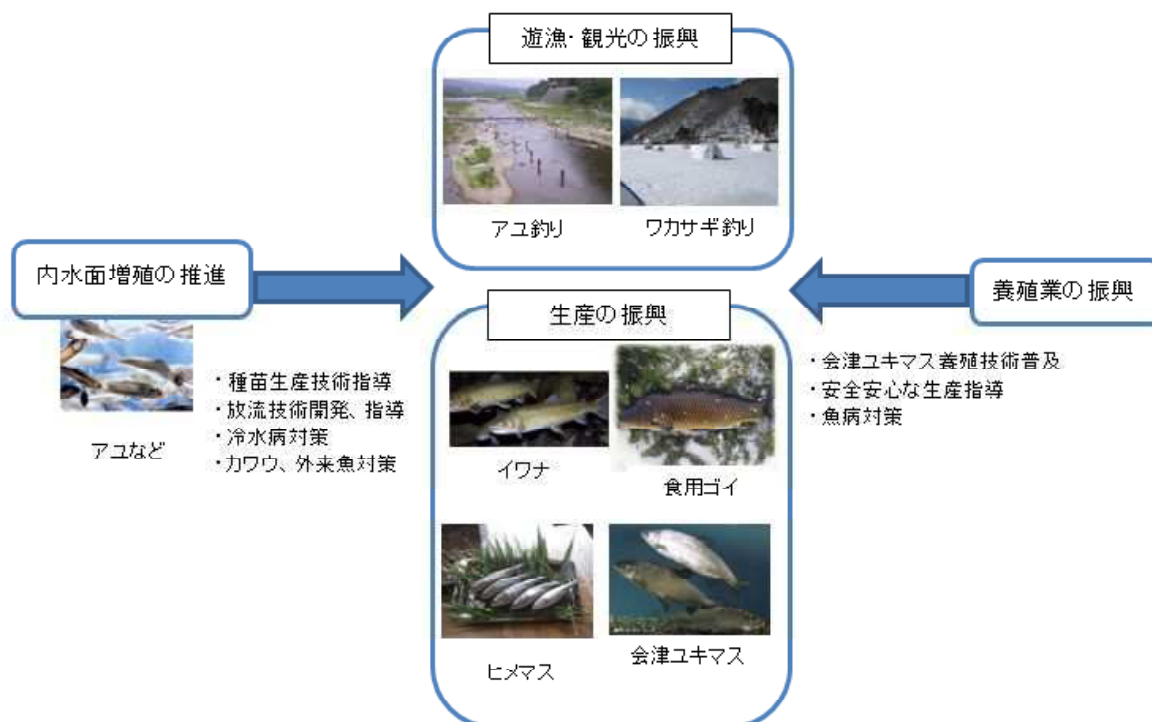 遊漁・観光の振興
アユ釣り
ワカサギ釣り
内水面増殖の推進
アユなど
・種苗生産技術指導
・放流技術開発、指導
・冷水病対策
・カワウ、外来魚対策
生産の振興
イワナ
食用ゴイ
ヒメマス
会津ユキマス
養殖業の振興
・会津ユキマス養殖技術普及
・安全安心な生産指導
・魚病対策